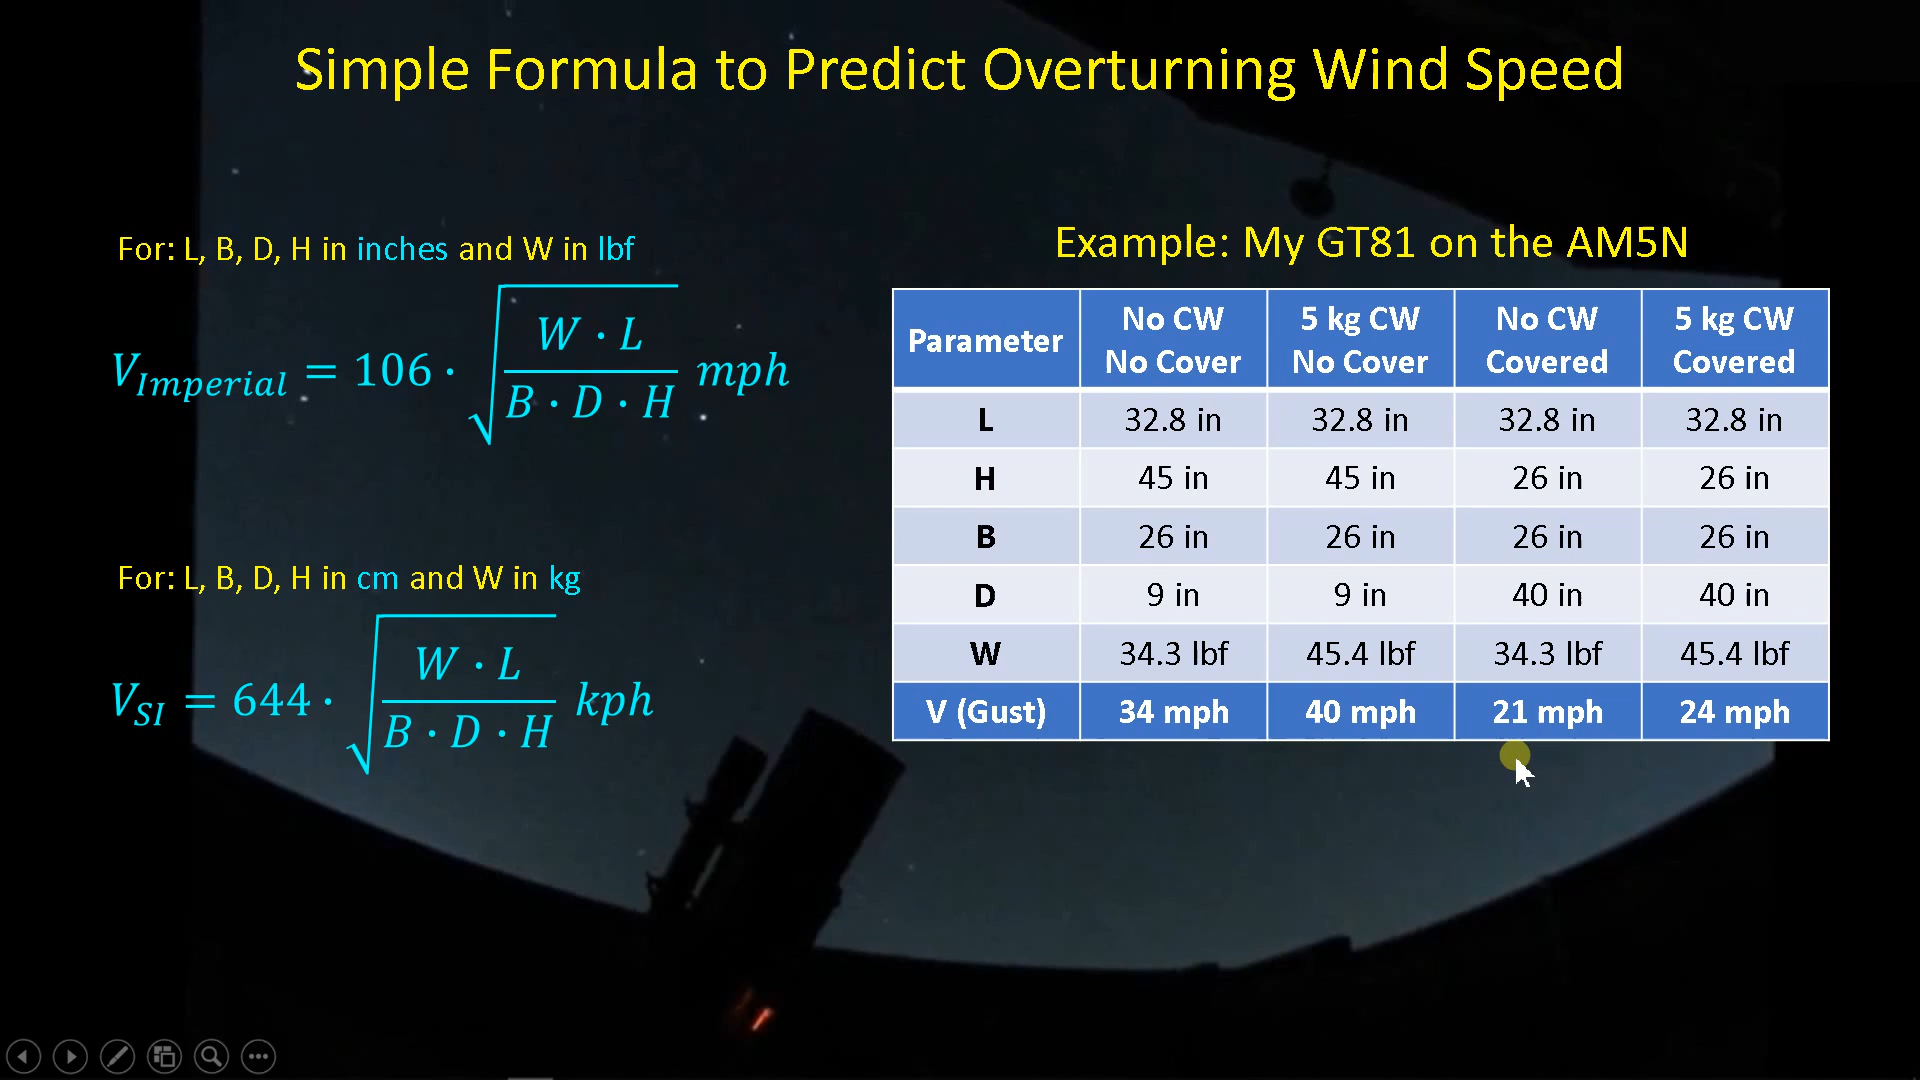 Simple Formula to Predict Overturning Wind Speed
For: L, B, D, H in inches and W in lbf
V_Imperial = 106 · √(W · L / B · D · H) mph
For: L, B, D, H in cm and W in kg
V_SI = 644 · √(W · L / B · D · H) kph
Example: My GT81 on the AM5N
Parameter | No CW No Cover | 5 kg CW No Cover | No CW Covered | 5 kg CW Covered
L | 32.8 in | 32.8 in | 32.8 in | 32.8 in
H | 45 in | 45 in | 26 in | 26 in
B | 26 in | 26 in | 26 in | 26 in
D | 9 in | 9 in | 40 in | 40 in
W | 34.3 lbf | 45.4 lbf | 34.3 lbf | 45.4 lbf
V (Gust) | 34 mph | 40 mph | 21 mph | 24 mph